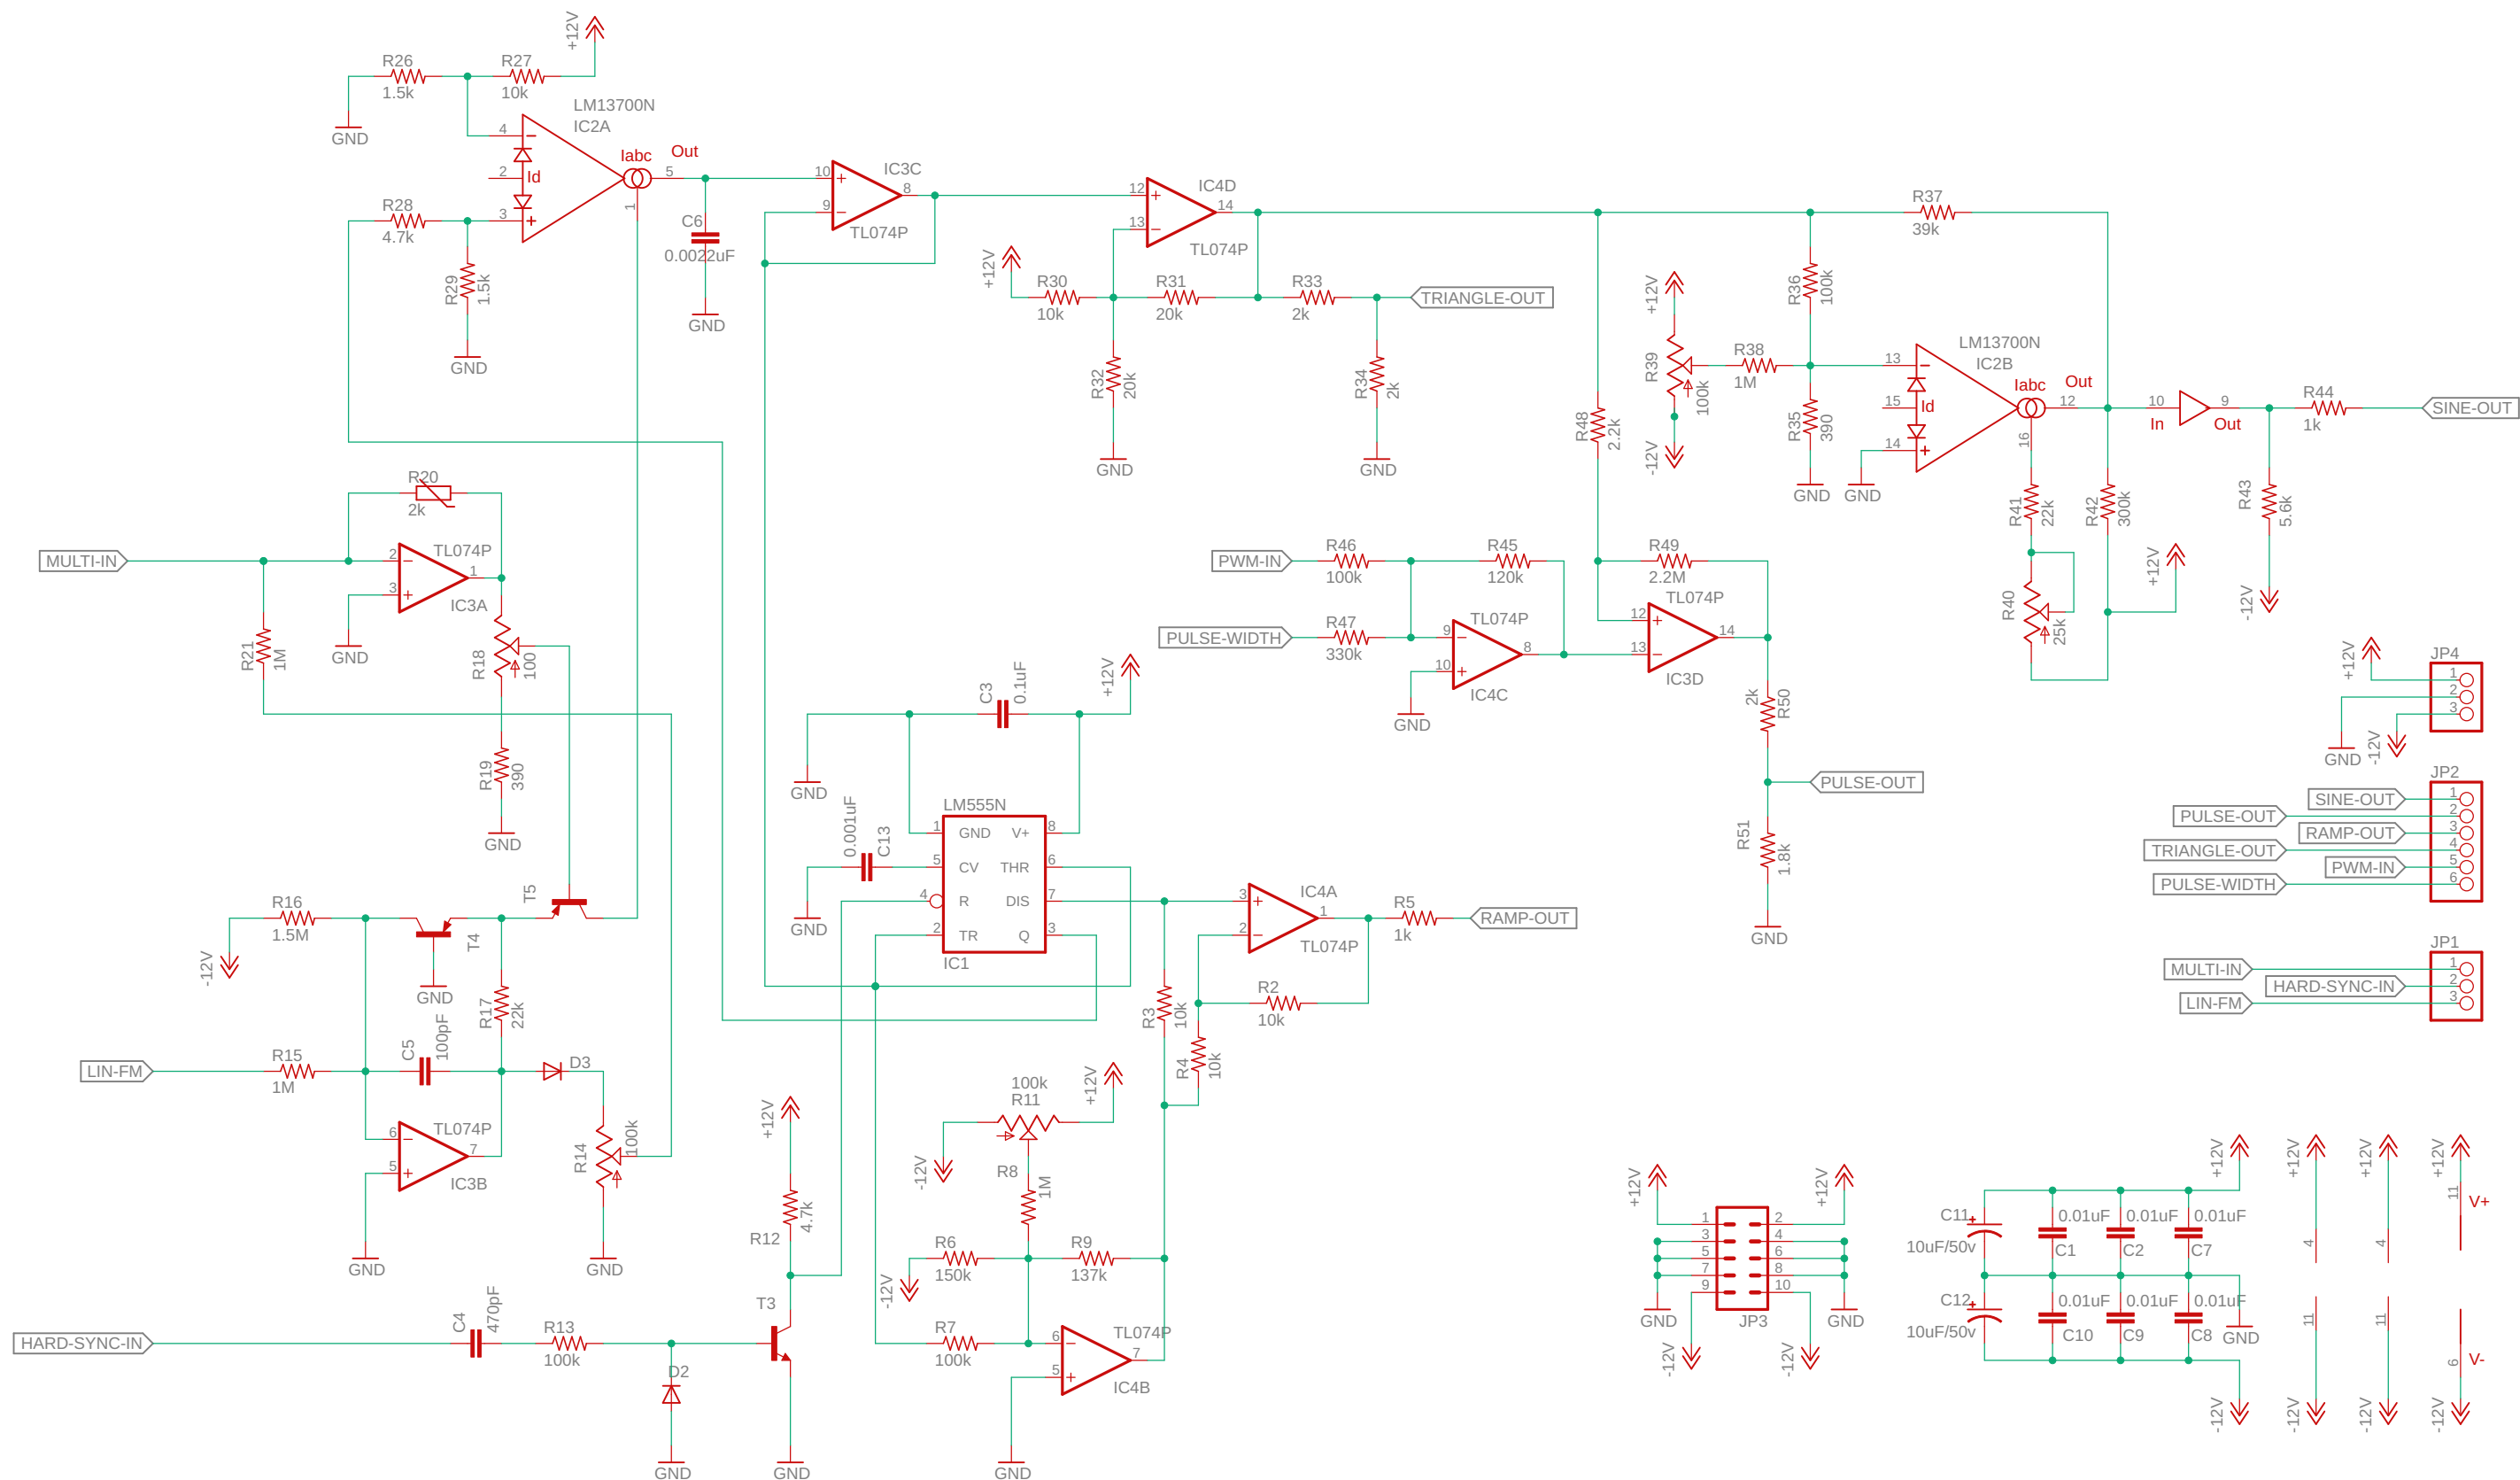 +12V
R26
1.5k
R27
10k
GND
LM13700N
IC2A
4
2
Id
3
Iabc
Out
5
1
R28
4.7k
R29
1.5k
GND
C6
0.0022uF
GND
10
9
8
IC3C
TL074P
12
13
14
IC4D
TL074P
+12V
R30
10k
R31
20k
R33
2k
TRIANGLE-OUT
R32
20k
GND
R34
2k
GND
R37
39k
R36
100k
+12V
R39
100k
-12V
R38
1M
R35
390
GND
GND
LM13700N
IC2B
13
15
Id
14
Iabc
Out
12
16
10
In
9
Out
R44
1k
SINE-OUT
R48
2.2k
R41
22k
R42
300k
R43
5.6k
-12V
R40
25k
+12V
R20
2k
MULTI-IN
2
3
1
TL074P
IC3A
GND
R21
1M
R18
100
R19
390
GND
PWM-IN
R46
100k
R45
120k
PULSE-WIDTH
R47
330k
9
10
8
TL074P
IC4C
GND
R49
2.2M
TL074P
12
13
14
IC3D
2k
R50
PULSE-OUT
R51
1.8k
GND
C3
0.1uF
+12V
GND
0.001uF
C13
GND
LM555N
1
GND
V+
8
5
CV
THR
6
4
R
DIS
7
2
TR
Q
3
IC1
3
2
1
IC4A
TL074P
R5
1k
RAMP-OUT
R2
10k
R3
10k
R4
10k
T5
R16
1.5M
-12V
T4
GND
R17
22k
LIN-FM
R15
1M
C5
100pF
D3
6
5
7
TL074P
IC3B
GND
R14
100k
GND
+12V
R12
4.7k
T3
HARD-SYNC-IN
C4
470pF
R13
100k
D2
GND
GND
100k
R11
+12V
-12V
R8
1M
R6
150k
-12V
R9
137k
R7
100k
6
5
7
TL074P
IC4B
GND
JP4
+12V
1
2
3
GND
-12V
JP2
SINE-OUT
1
PULSE-OUT
2
RAMP-OUT
3
TRIANGLE-OUT
4
PWM-IN
5
PULSE-WIDTH
6
JP1
MULTI-IN
1
HARD-SYNC-IN
2
LIN-FM
3
+12V
+12V
1
2
3
4
5
6
7
8
9
10
GND
JP3
GND
-12V
-12V
+12V
+12V
+12V
+12V
C11
10uF/50v
0.01uF
C1
0.01uF
C2
0.01uF
C7
C12
10uF/50v
0.01uF
C10
0.01uF
C9
0.01uF
C8
GND
4
4
11
V+
11
11
6
V-
-12V
-12V
-12V
-12V